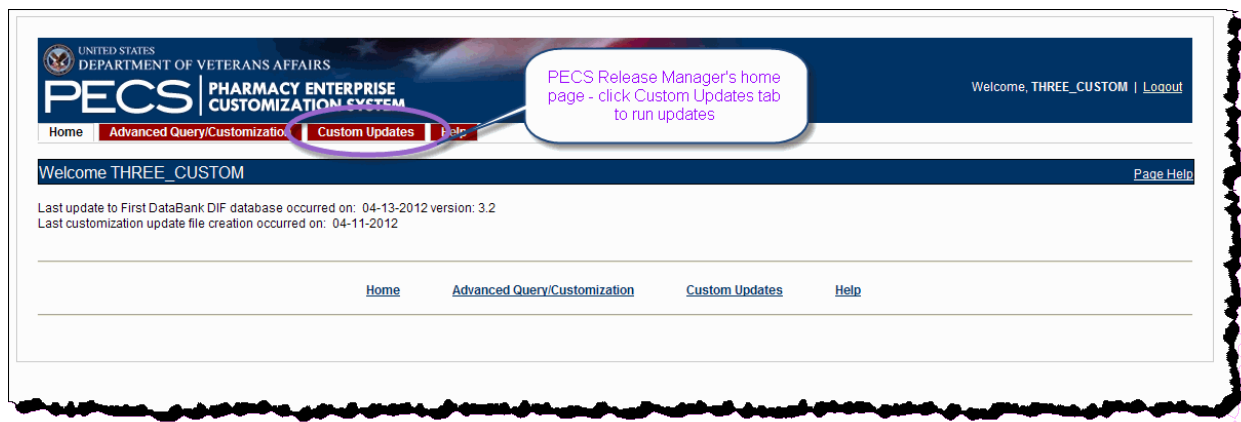 UNITED STATES
DEPARTMENT OF VETERANS AFFAIRS
PECS
PHARMACY ENTERPRISE
CUSTOMIZATION SYSTEM
PECS Release Manager's home
page - click Custom Updates tab
to run updates
Welcome, THREE_CUSTOM | Logout
Home Advanced Query/Customization Custom Updates Help
Welcome THREE_CUSTOM Page Help
Last update to First DataBank DIF database occurred on: 04-13-2012 version: 3.2
Last customization update file creation occurred on: 04-11-2012
Home Advanced Query/Customization Custom Updates Help